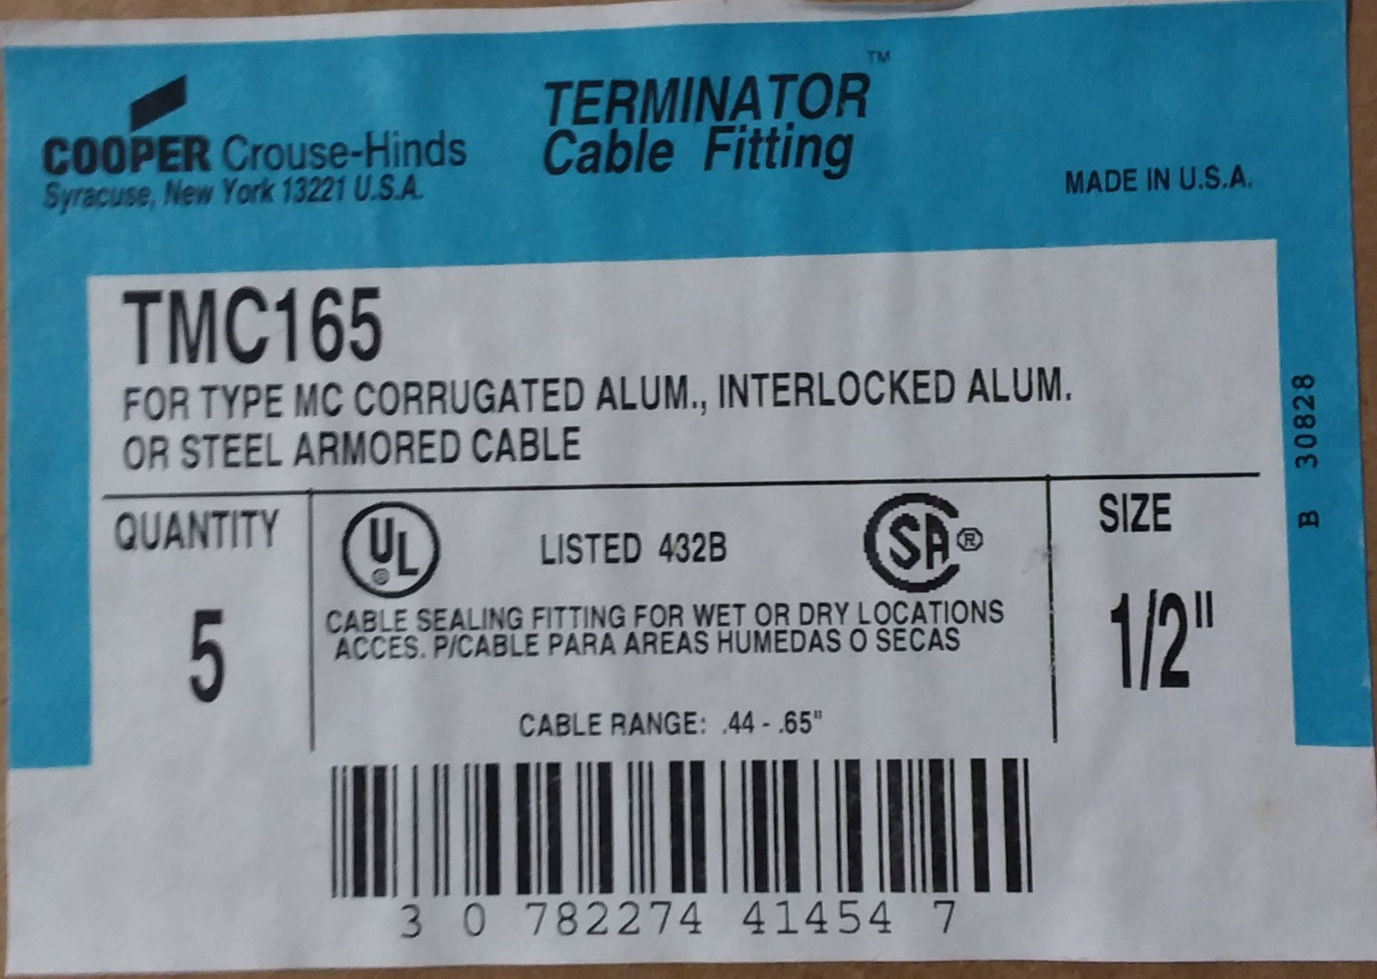 TERMINATOR™
Cable Fitting
COOPER Crouse-Hinds
Syracuse, New York 13221 U.S.A.
MADE IN U.S.A.
TMC165
FOR TYPE MC CORRUGATED ALUM., INTERLOCKED ALUM.
OR STEEL ARMORED CABLE
B 30828
QUANTITY
5
UL ®
LISTED 432B
SA ®
CABLE SEALING FITTING FOR WET OR DRY LOCATIONS
ACCES. P/CABLE PARA AREAS HUMEDAS O SECAS
CABLE RANGE: .44 - .65"
SIZE
1/2"
3 0 782274 41454 7